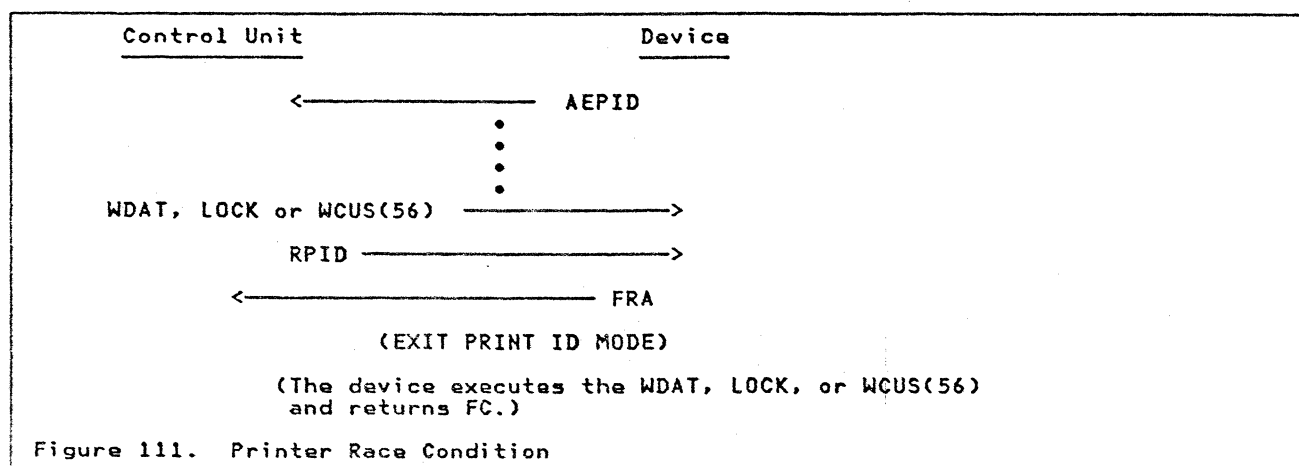 Control Unit Device
AEPID
WDAT, LOCK or WCUS(56)
RPID
FRA
(EXIT PRINT ID MODE)
(The device executes the WDAT, LOCK, or WCUS(56)
and returns FC.)
Figure 111. Printer Race Condition